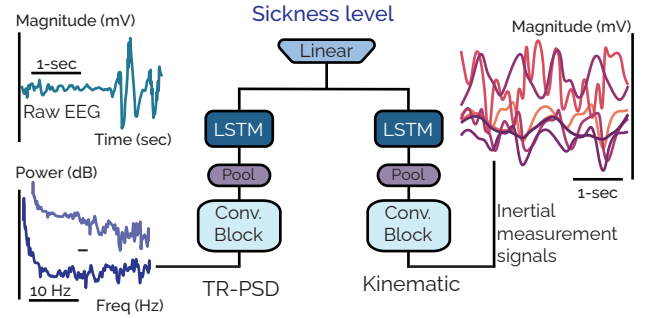 Sickness level
Magnitude (mV)
1-sec
Raw EEG
Time (sec)
Linear
Magnitude (mV)
1-sec
LSTM
LSTM
Pool
Pool
Power (dB)
Conv.
Block
Conv.
Block
Inertial
measurement
signals
10 Hz
Freq (Hz)
TR-PSD
Kinematic